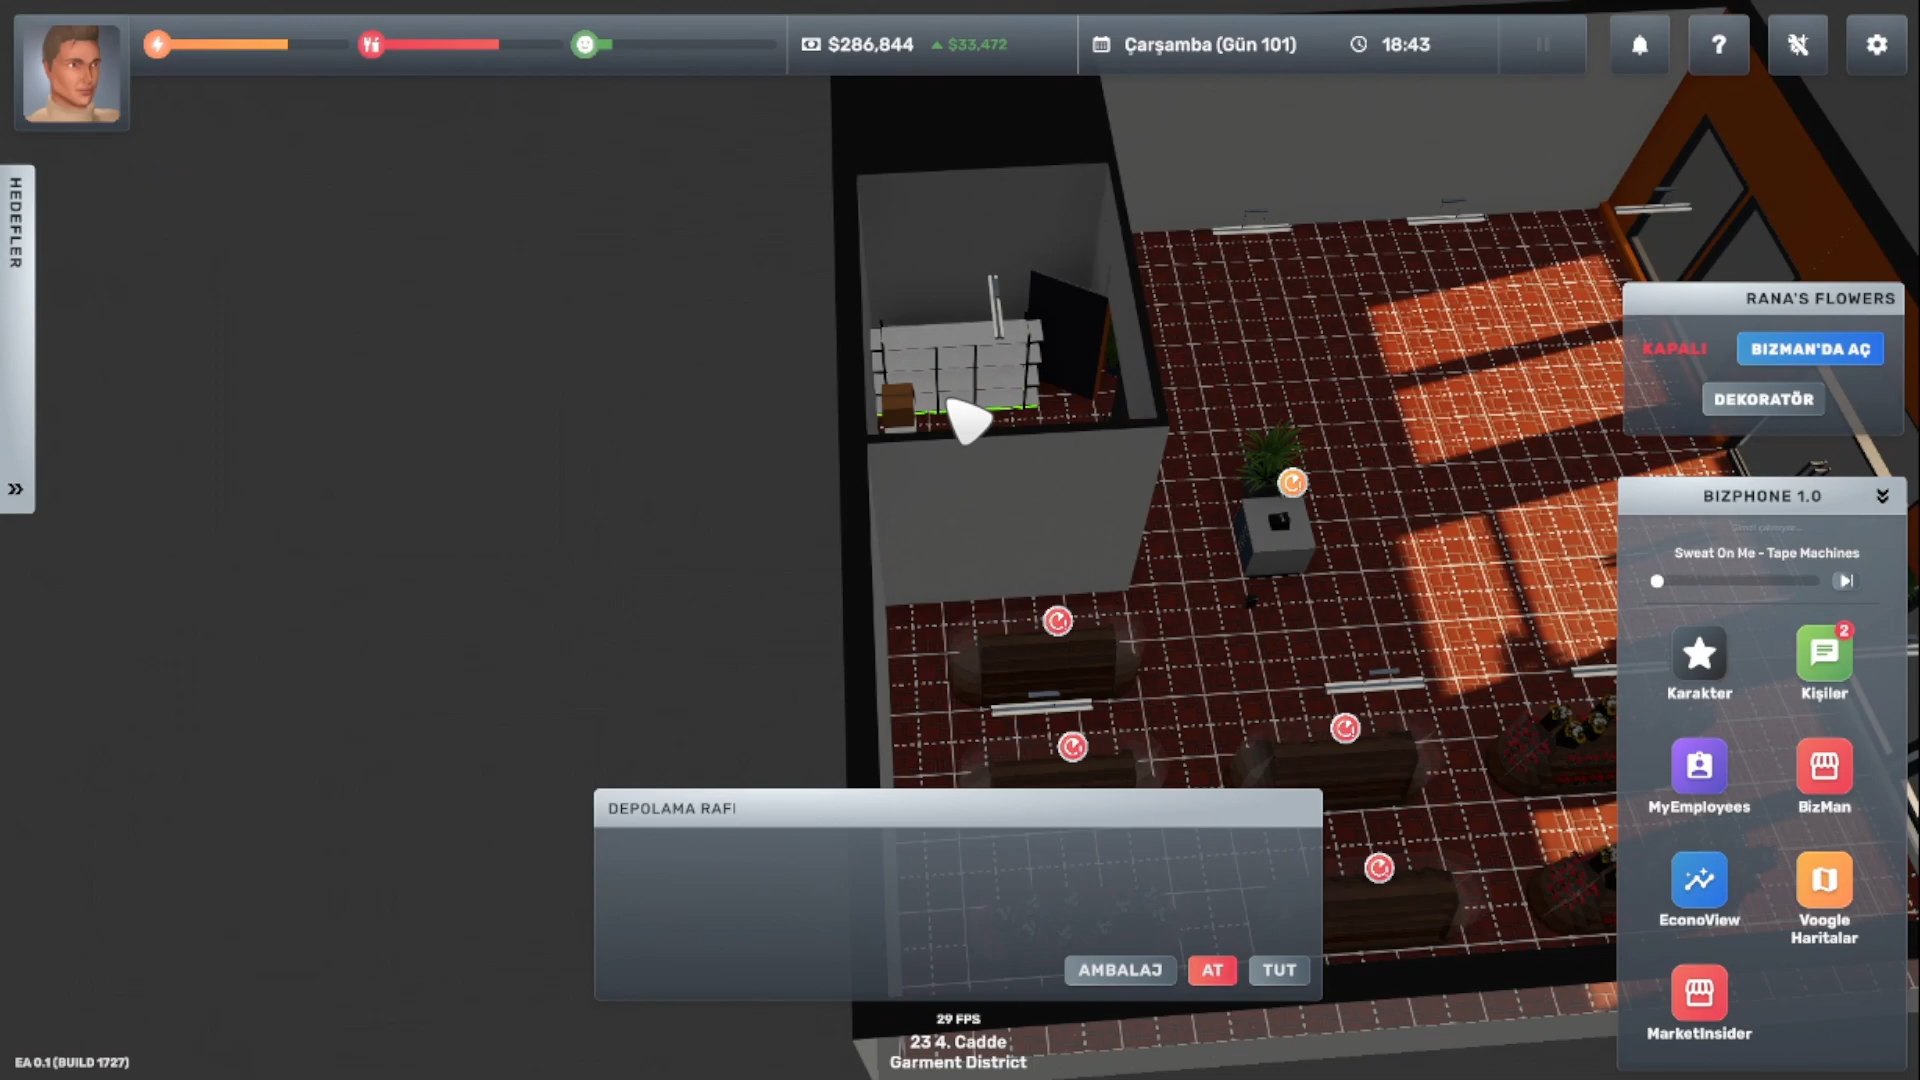 $286,844
$33,472
Çarşamba (Gün 101)
18:43
?
HEDEFLER
RANA'S FLOWERS
KAPALI
BIZMAN'DA AÇ
DEKORATÖR
BIZPHONE 1.0
Sweat On Me - Tape Machines
Karakter
2
Kişiler
MyEmployees
BizMan
EconoView
Voogle
Haritalar
MarketInsider
DEPOLAMA RAFI
AMBALAJ
AT
TUT
29 FPS
23 4. Cadde
Garment District
EA 0.1 (BUILD 1727)